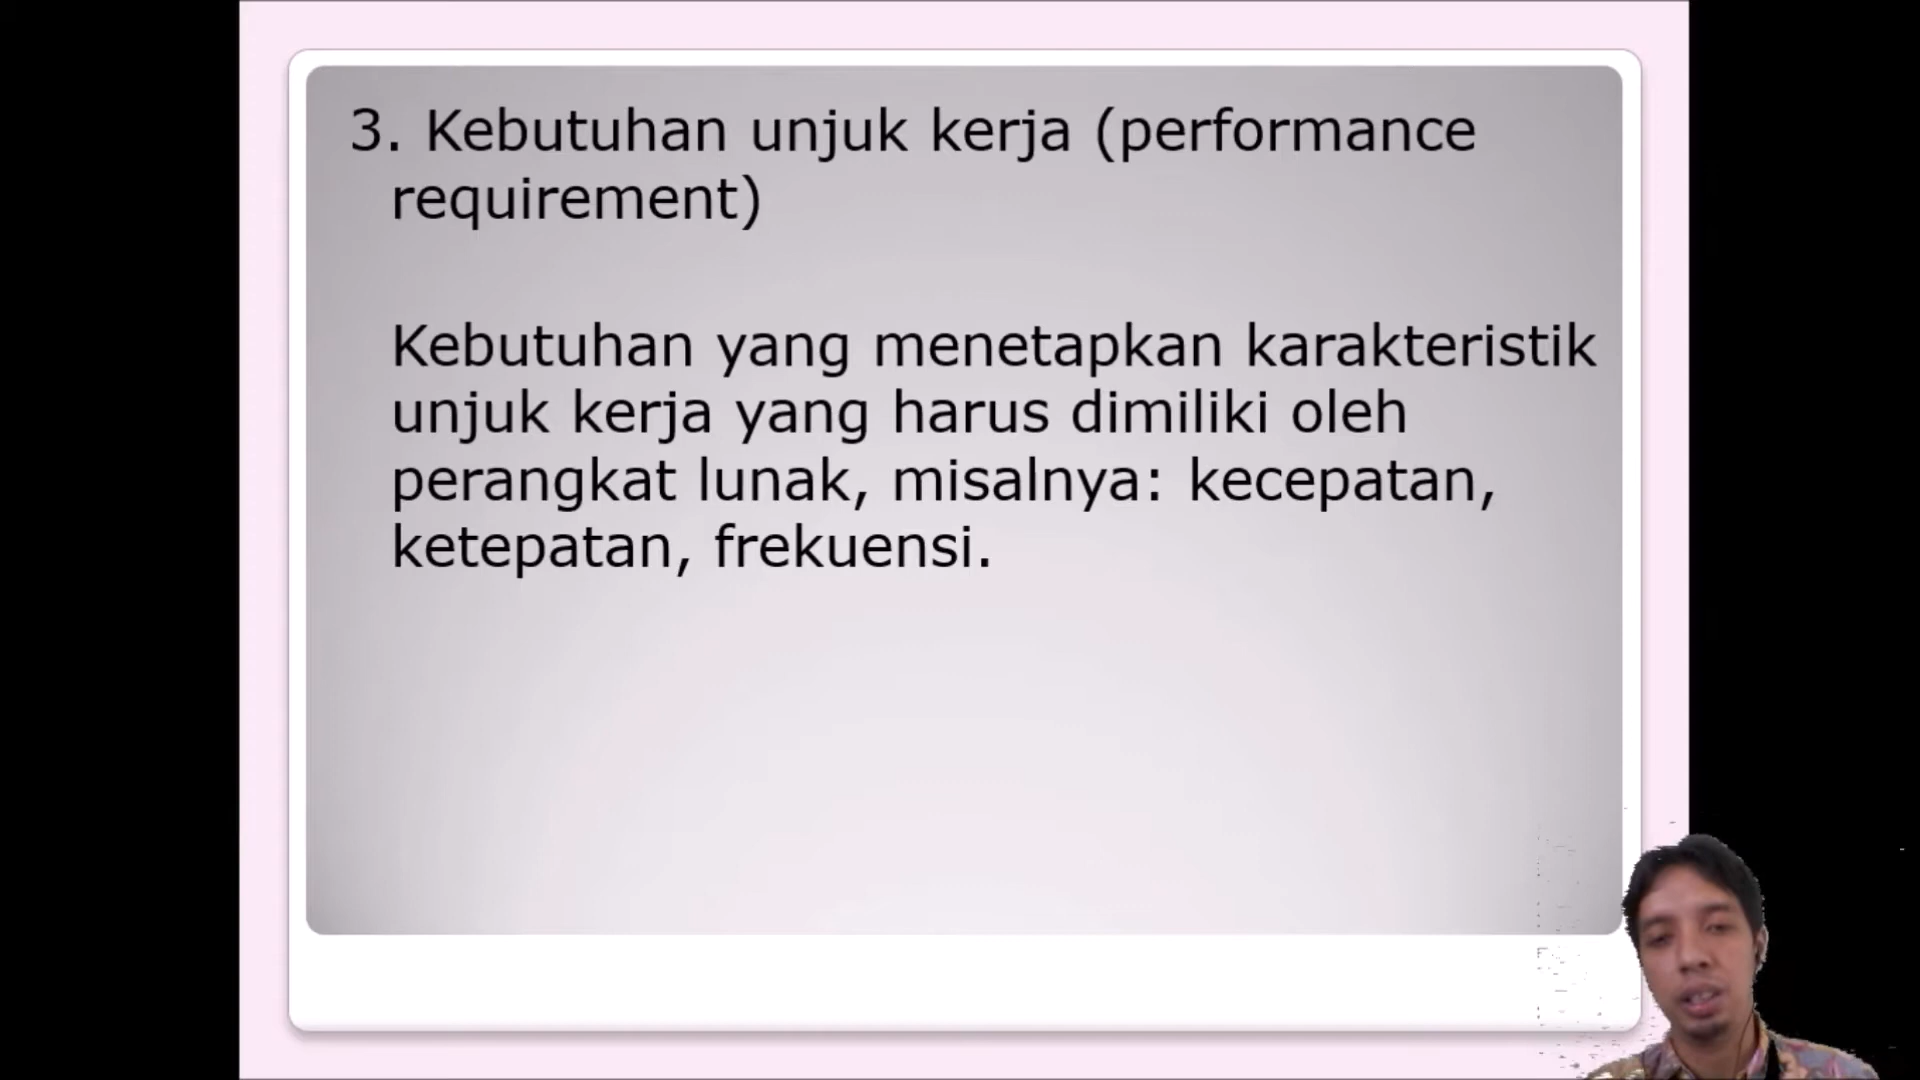 3. Kebutuhan unjuk kerja (performance
requirement)
Kebutuhan yang menetapkan karakteristik
unjuk kerja yang harus dimiliki oleh
perangkat lunak, misalnya: kecepatan,
ketepatan, frekuensi.